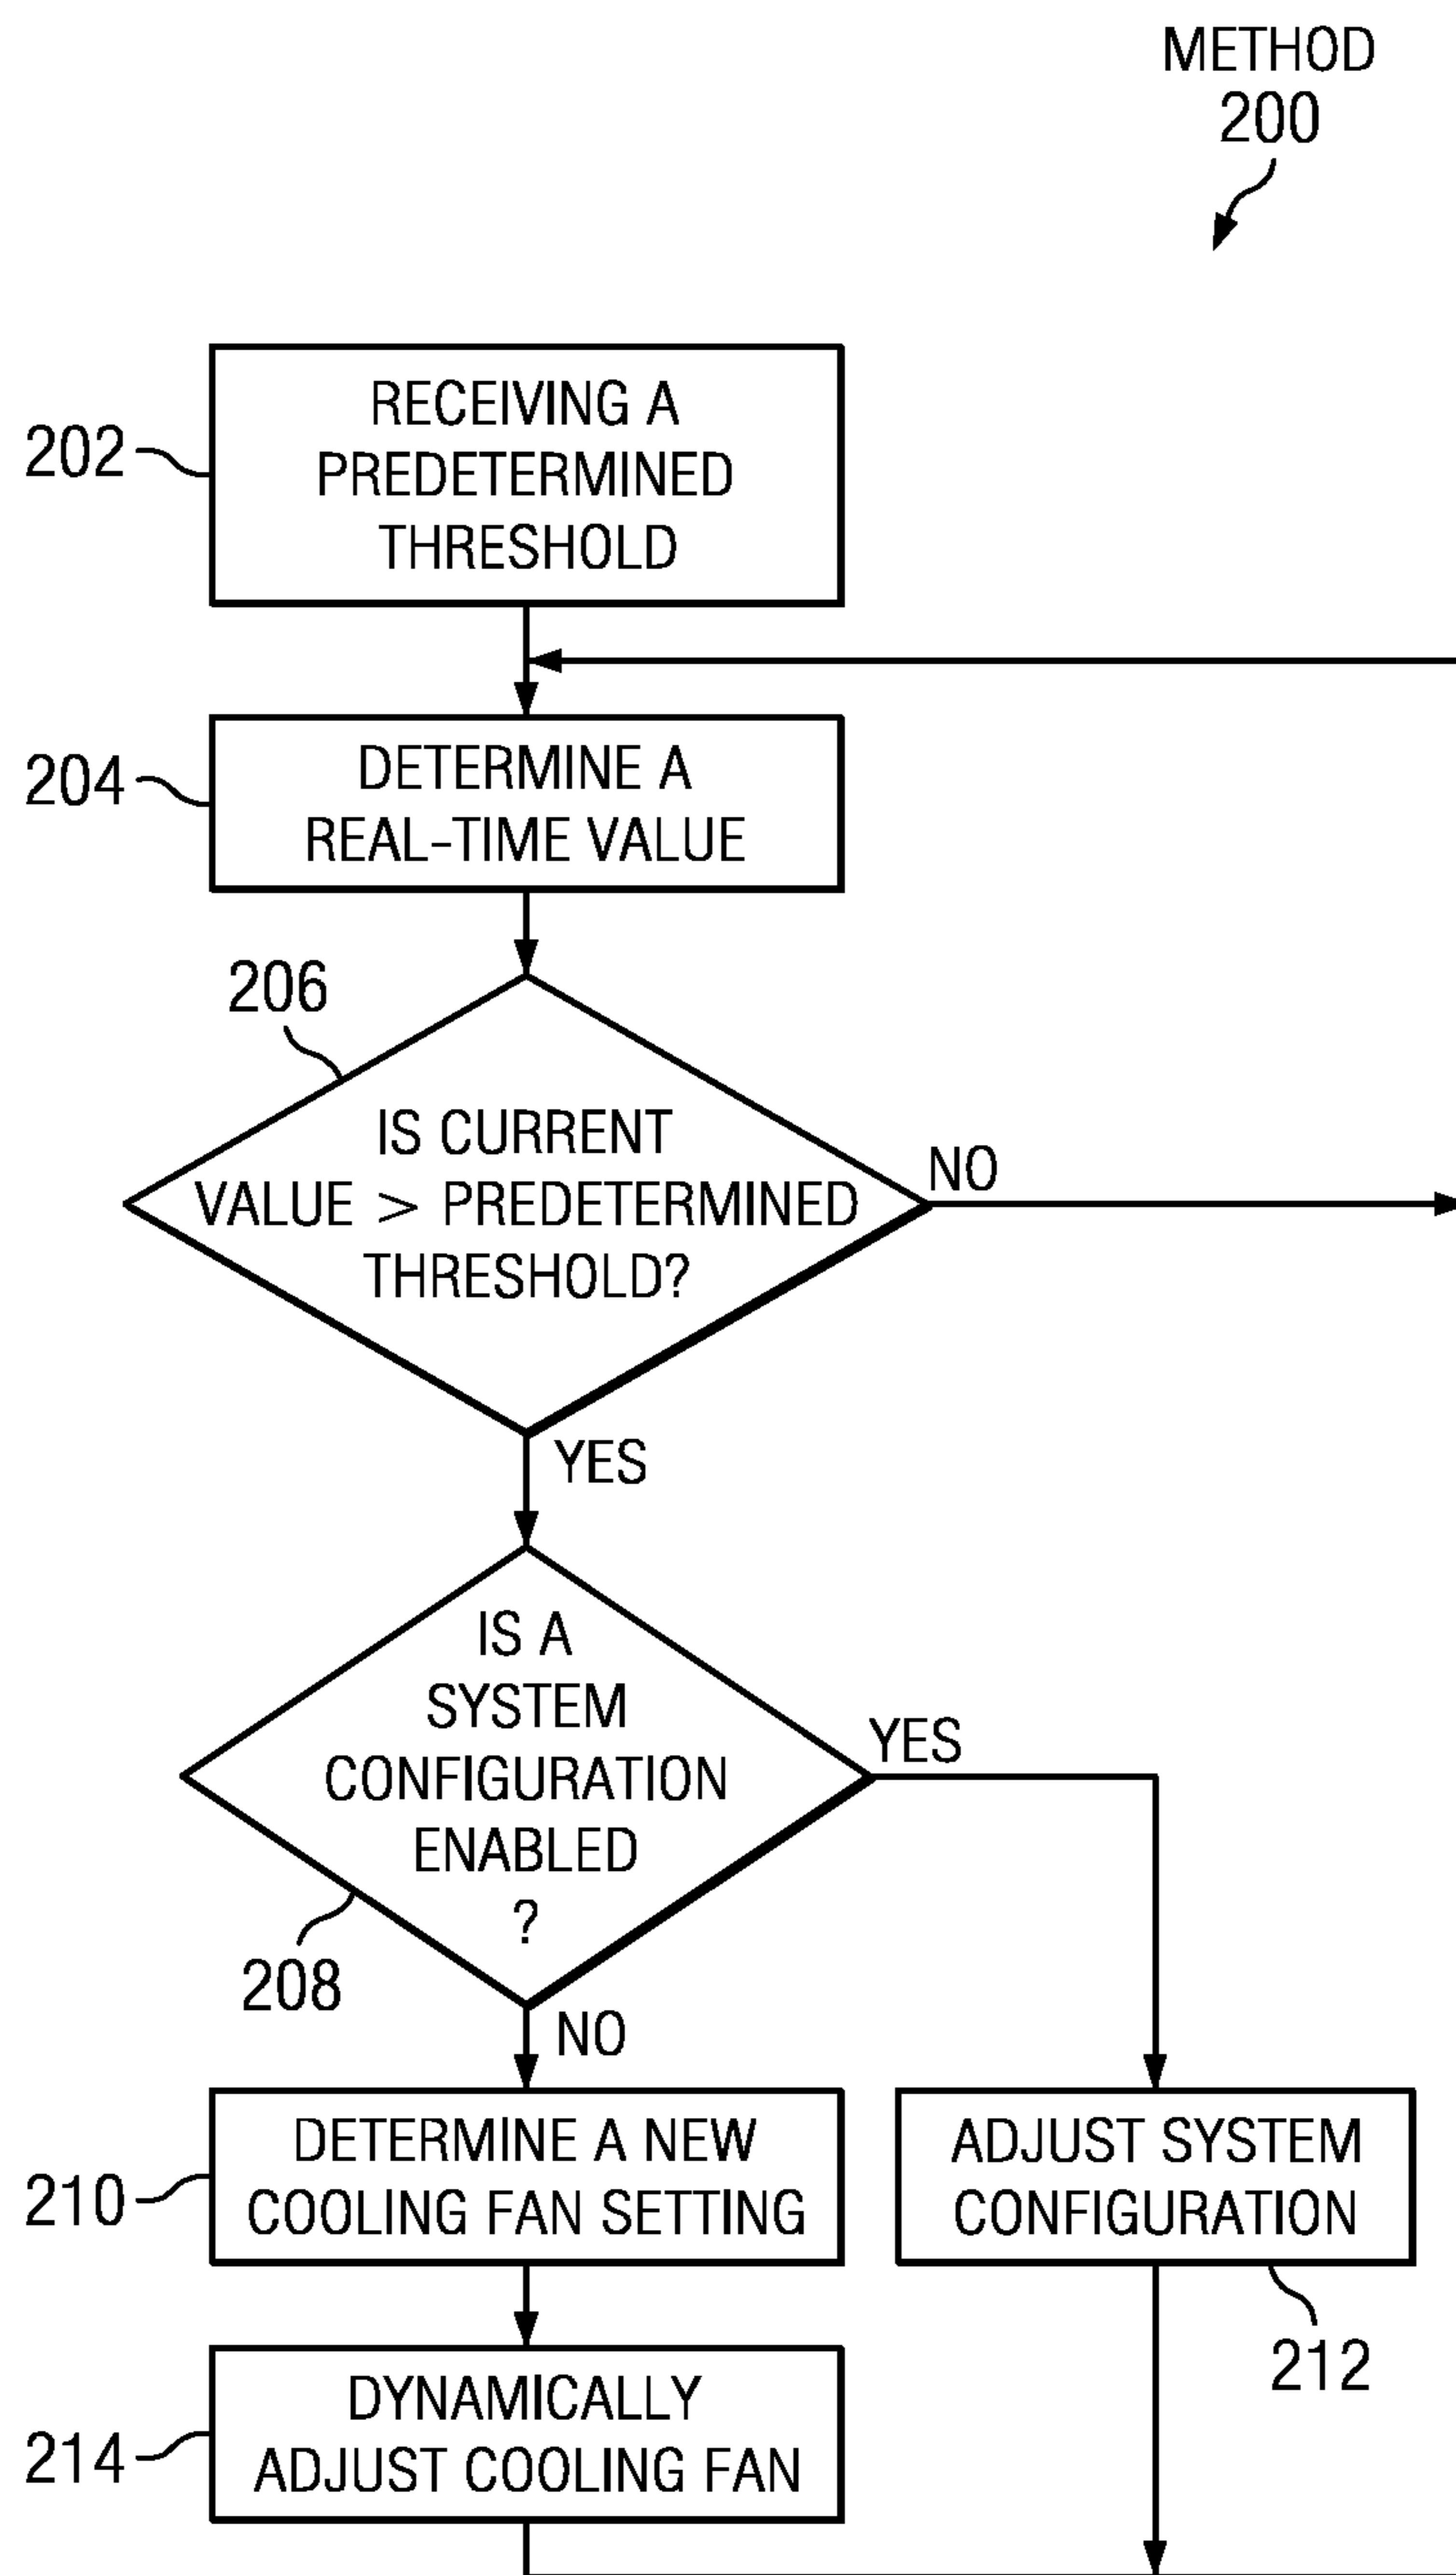 METHOD
200
202
RECEIVING A
PREDETERMINED
THRESHOLD
204
DETERMINE A
REAL-TIME VALUE
206
IS CURRENT
VALUE > PREDETERMINED
THRESHOLD?
NO
YES
IS A
SYSTEM
CONFIGURATION
ENABLED
?
YES
208
NO
210
DETERMINE A NEW
COOLING FAN SETTING
ADJUST SYSTEM
CONFIGURATION
212
214
DYNAMICALLY
ADJUST COOLING FAN